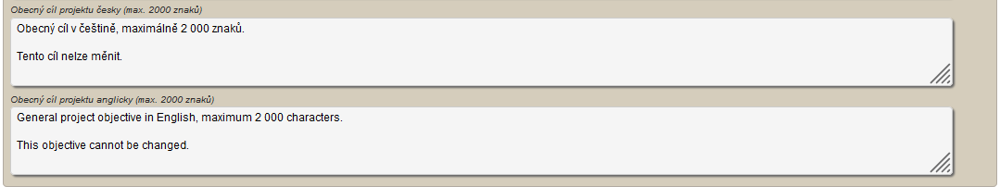 Obecný cíl projektu česky (max. 2000 znaků)
Obecný cíl v češtině, maximálně 2 000 znaků.
Tento cíl nelze měnit.
Obecný cíl projektu anglicky (max. 2000 znaků)
General project objective in English, maximum 2 000 characters.
This objective cannot be changed.